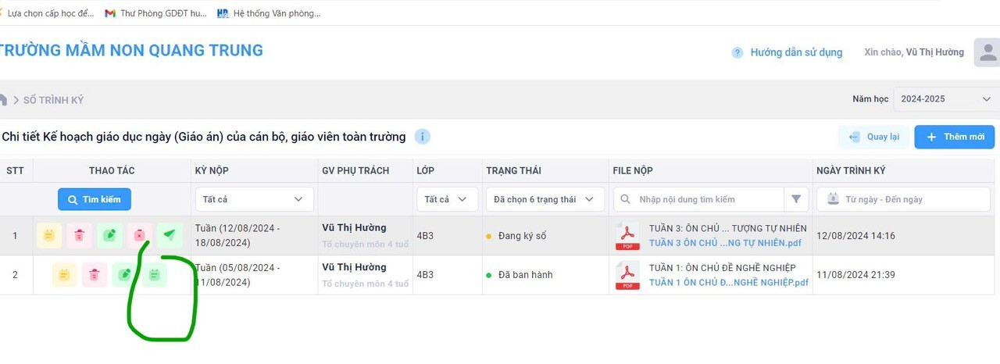 Lựa chọn cấp học để... Thư Phòng GDĐT hu... Hệ thống Văn phòng...
TRƯỜNG MẦM NON QUANG TRUNG
? Hướng dẫn sử dụng Xin chào, Vũ Thị Hường
SỔ TRÌNH KÝ Năm học 2024-2025
Chi tiết Kế hoạch giáo dục ngày (Giáo án) của cán bộ, giáo viên toàn trường i Quay lại + Thêm mới
STT THAO TÁC KỲ NỘP GV PHỤ TRÁCH LỚP TRẠNG THÁI FILE NỘP NGÀY TRÌNH KÝ
Tìm kiếm Tất cả Tất cả Đã chọn 6 trạng thái Nhập nội dung tìm kiếm Từ ngày - Đến ngày
1 Tuần (12/08/2024 - 18/08/2024) Vũ Thị Hường Tổ chuyên môn 4 tuổ 4B3 Đang ký số PDF TUẦN 3: ÔN CHỦ ... TƯỢNG TỰ NHIÊN TUẦN 3 ÔN CHỦ ...NG TỰ NHIÊN.pdf 12/08/2024 14:16
2 Tuần (05/08/2024 - 11/08/2024) Vũ Thị Hường Tổ chuyên môn 4 tuổ 4B3 Đã ban hành PDF TUẦN 1: ÔN CHỦ ĐỀ NGHỀ NGHIỆP TUẦN 1 ÔN CHỦ Đ...NGHỀ NGHIỆP.pdf 11/08/2024 21:39